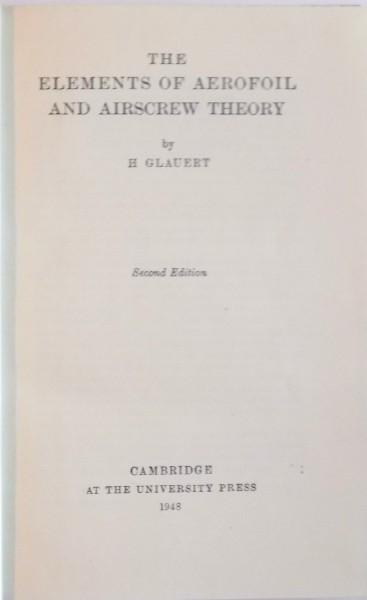 THE
ELEMENTS OF AEROFOIL
AND AIRSCREW THEORY
by
H GLAUERT
Second Edition
CAMBRIDGE
AT THE UNIVERSITY PRESS
1948